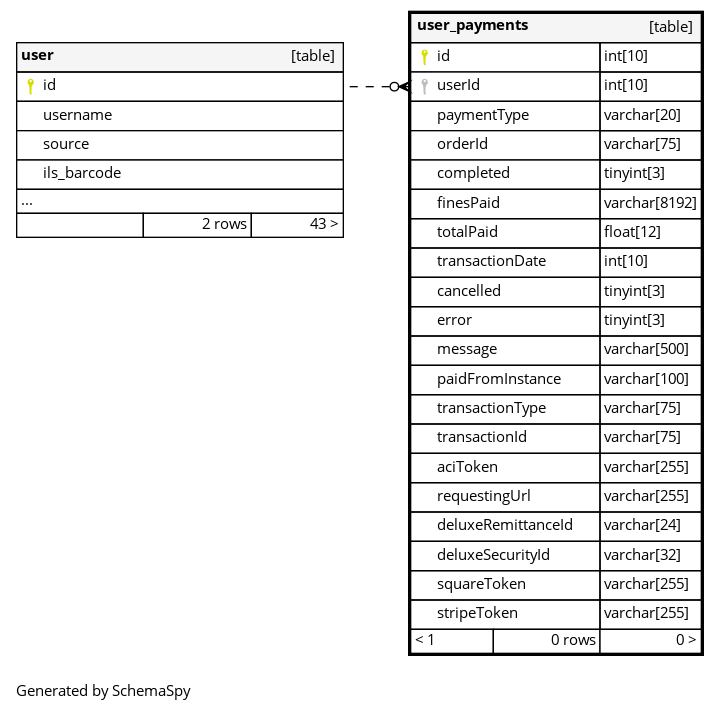 user [table]
id
username
source
ils_barcode
...
2 rows 43 >
user_payments [table]
id int[10]
userId int[10]
paymentType varchar[20]
orderId varchar[75]
completed tinyint[3]
finesPaid varchar[8192]
totalPaid float[12]
transactionDate int[10]
cancelled tinyint[3]
error tinyint[3]
message varchar[500]
paidFromInstance varchar[100]
transactionType varchar[75]
transactionId varchar[75]
aciToken varchar[255]
requestingUrl varchar[255]
deluxeRemittanceId varchar[24]
deluxeSecurityId varchar[32]
squareToken varchar[255]
stripeToken varchar[255]
< 1 0 rows 0 >
Generated by SchemaSpy